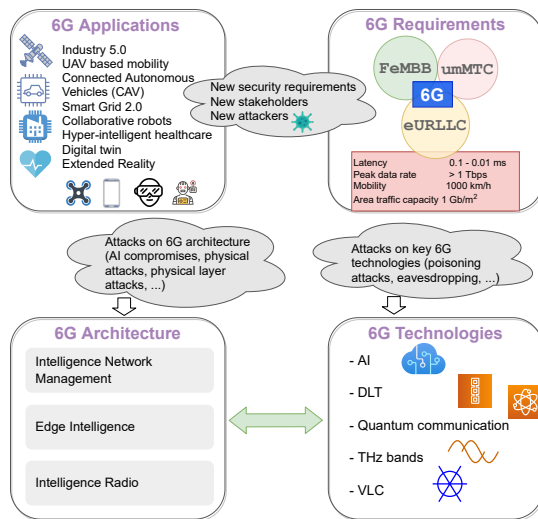 6G Applications
Industry 5.0
UAV based mobility
Connected Autonomous
Vehicles (CAV)
Smart Grid 2.0
Collaborative robots
Hyper-intelligent healthcare
Digital twin
Extended Reality
New security requirements
New stakeholders
New attackers
6G Requirements
FeMBB
umMTC
6G
eURLLC
Latency 0.1 - 0.01 ms
Peak data rate > 1 Tbps
Mobility 1000 km/h
Area traffic capacity 1 Gb/m²
Attacks on 6G architecture
(AI compromises, physical
attacks, physical layer
attacks, ...)
Attacks on key 6G
technologies (poisoning
attacks, eavesdropping, ...)
6G Architecture
Intelligence Network
Management
Edge Intelligence
Intelligence Radio
6G Technologies
- AI
- DLT
- Quantum communication
- THz bands
- VLC